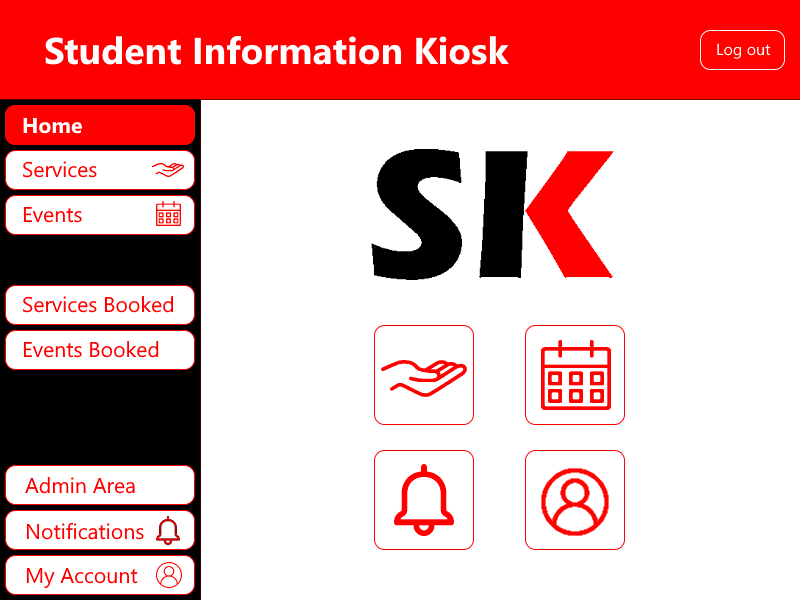 Student Information Kiosk
Log out
Home
Services
Events
Services Booked
Events Booked
Admin Area
Notifications
My Account
SK